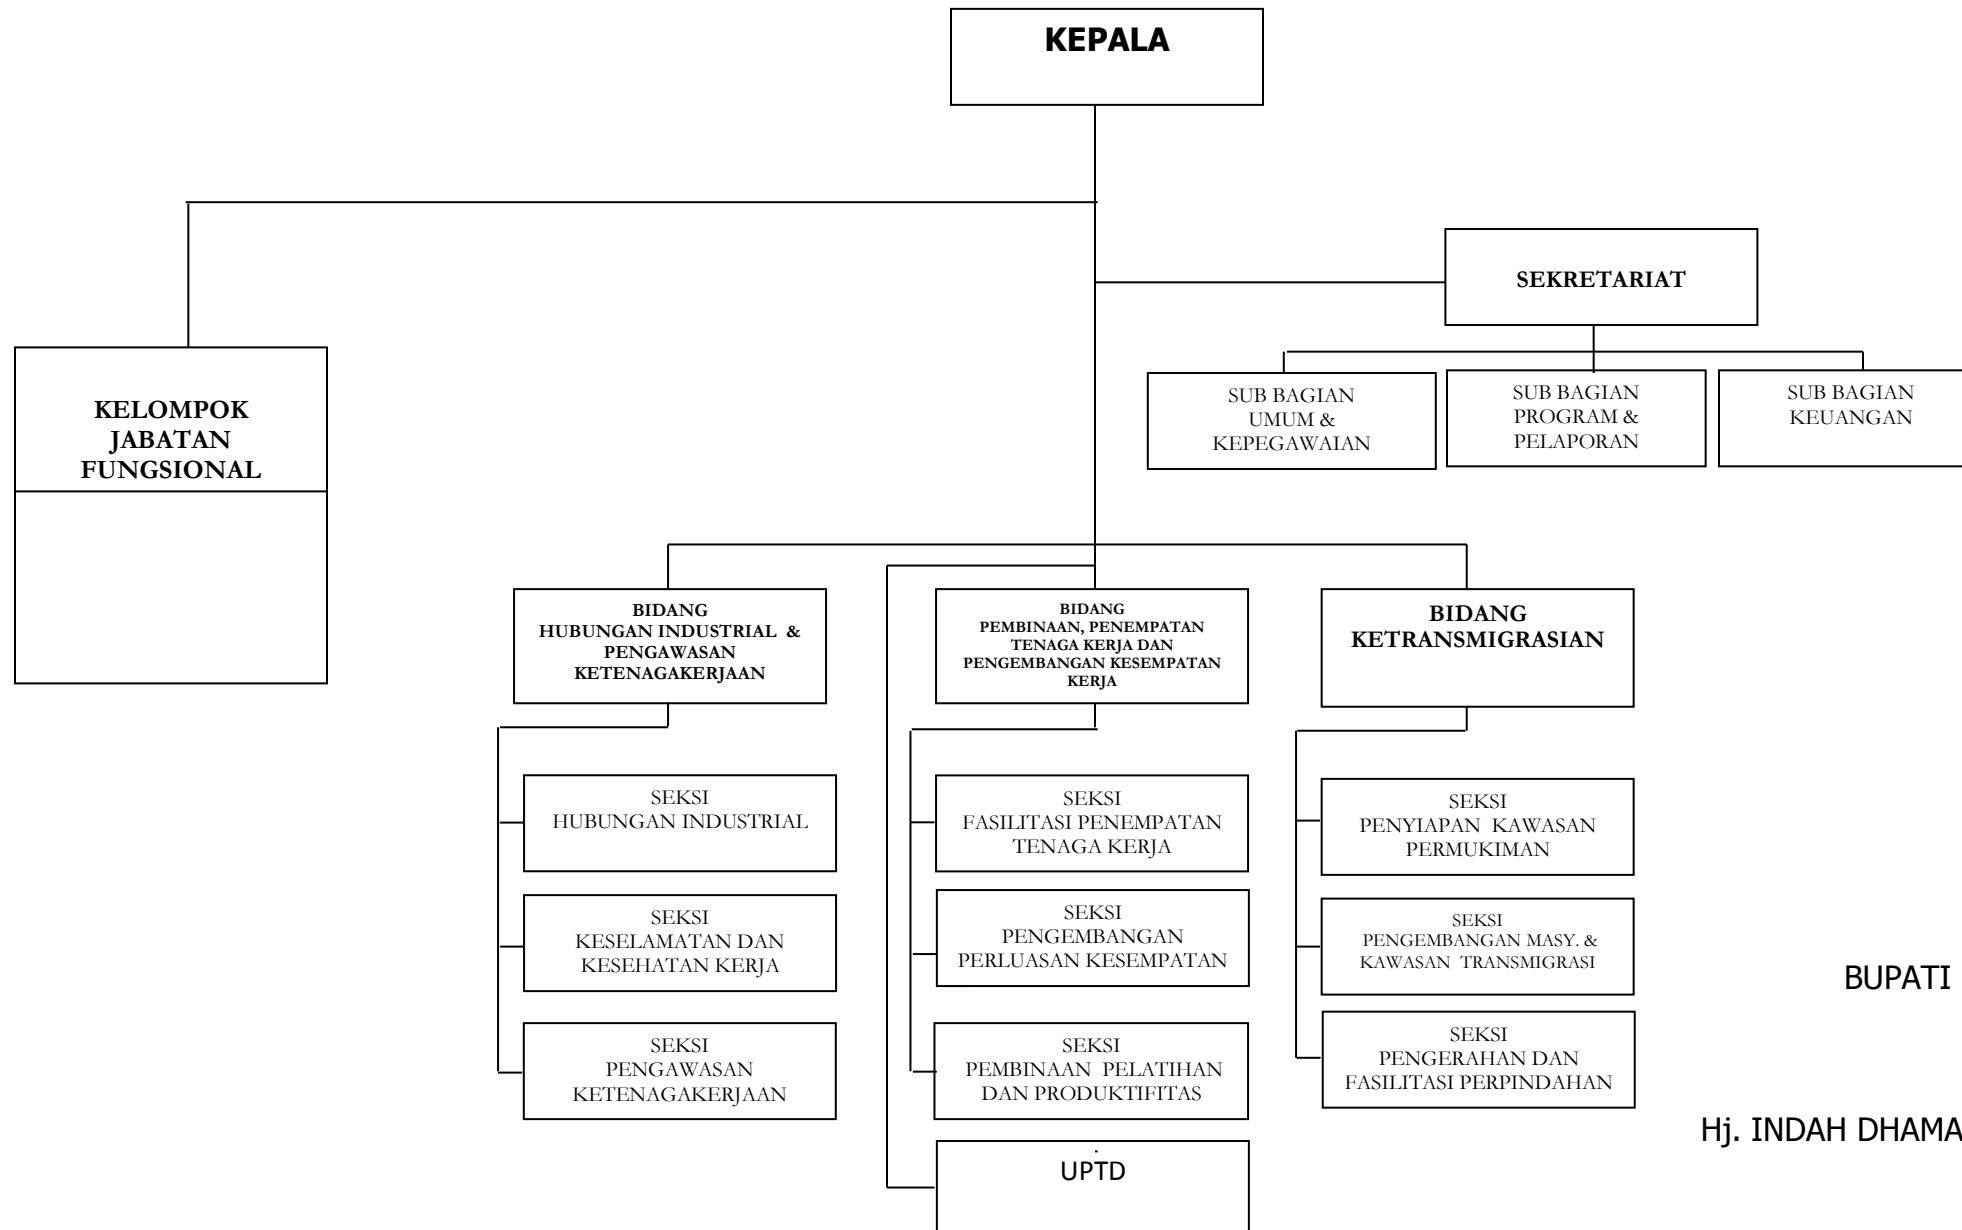 KEPALA
SEKRETARIAT
SUB BAGIAN
UMUM &
KEPEGAWAIAN
SUB BAGIAN
PROGRAM &
PELAPORAN
SUB BAGIAN
KEUANGAN
KELOMPOK
JABATAN
FUNGSIONAL
BIDANG
HUBUNGAN INDUSTRIAL &
PENGAWASAN
KETENAGAKERJAAN
BIDANG
PEMBINAAN, PENEMPATAN
TENAGA KERJA DAN
PENGEMBANGAN KESEMPATAN
KERJA
BIDANG
KETRANSMIGRASIAN
SEKSI
HUBUNGAN INDUSTRIAL
SEKSI
KESELAMATAN DAN
KESEHATAN KERJA
SEKSI
PENGAWASAN
KETENAGAKERJAAN
SEKSI
FASILITASI PENEMPATAN
TENAGA KERJA
SEKSI
PENGEMBANGAN
PERLUASAN KESEMPATAN
SEKSI
PEMBINAAN PELATIHAN
DAN PRODUKTIFITAS
.
UPTD
SEKSI
PENYIAPAN KAWASAN
PERMUKIMAN
SEKSI
PENGEMBANGAN MASY. &
KAWASAN TRANSMIGRASI
SEKSI
PENGERAHAN DAN
FASILITASI PERPINDAHAN
BUPATI
Hj. INDAH DHAMA